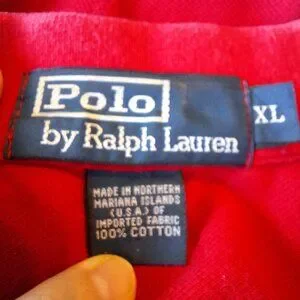 Polo
by Ralph Lauren
XL
MADE IN NORTHERN
MARIANA ISLANDS
(U.S.A.) OF
IMPORTED FABRIC
100% COTTON